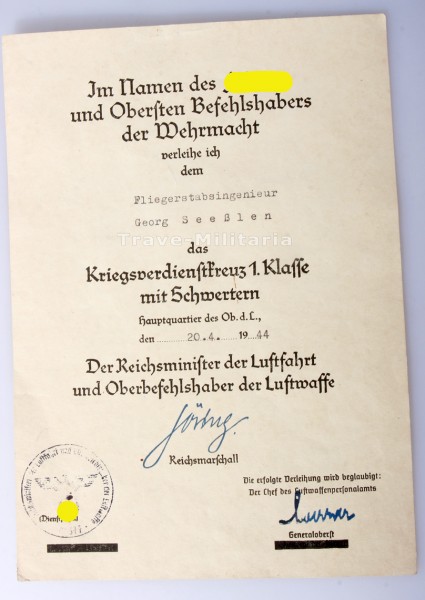 Im Namen des
und Obersten Befehlshabers
der Wehrmacht
verleihe ich
dem
Fliegerstabsingenieur
Georg Seeßlen
Trave-Militaria
das
Kriegsverdienstkreuz 1. Klasse
mit Schwertern
Hauptquartier des Ob. d. L.,
den 20.4. 1944
Der Reichsminister der Luftfahrt
und Oberbefehlshaber der Luftwaffe
Göring.
Reichsmarschall
Die erfolgte Verleihung wird beglaubigt:
Der Chef des Luftwaffenpersonalamts
Generaloberst